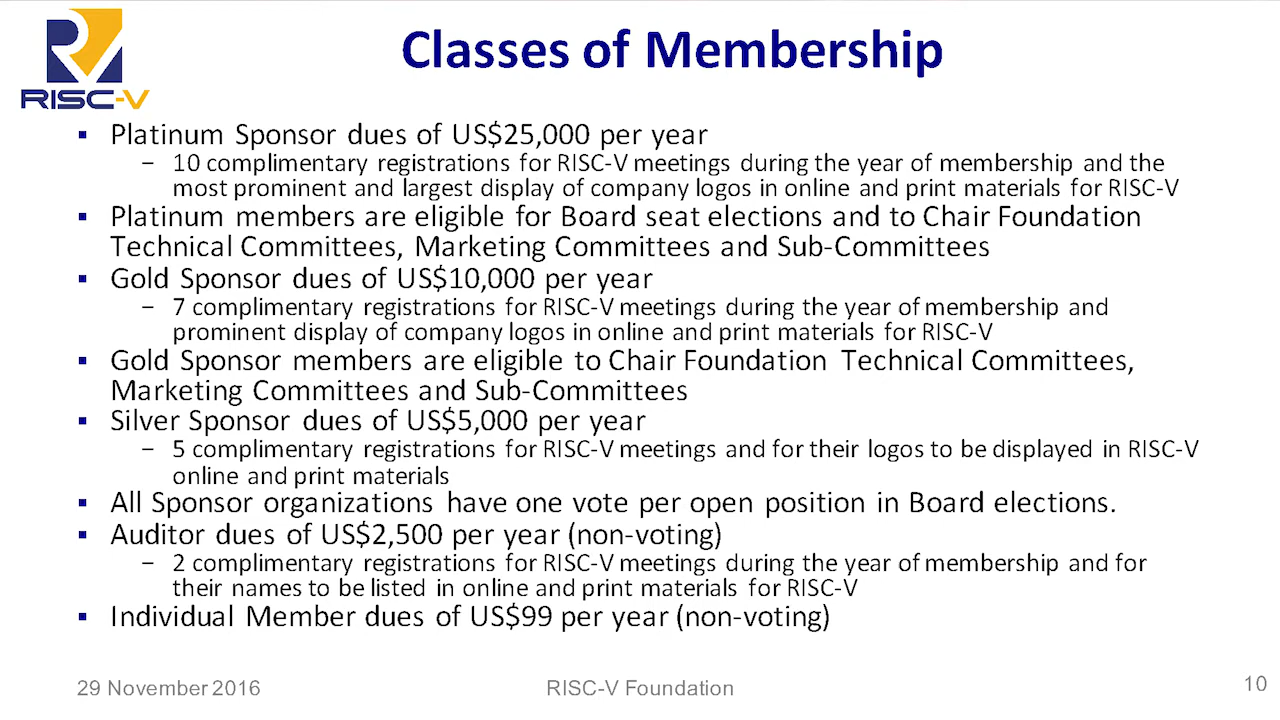 RISC-V
Classes of Membership
▪ Platinum Sponsor dues of US$25,000 per year
– 10 complimentary registrations for RISC-V meetings during the year of membership and the
most prominent and largest display of company logos in online and print materials for RISC-V
▪ Platinum members are eligible for Board seat elections and to Chair Foundation
Technical Committees, Marketing Committees and Sub-Committees
▪ Gold Sponsor dues of US$10,000 per year
– 7 complimentary registrations for RISC-V meetings during the year of membership and
prominent display of company logos in online and print materials for RISC-V
▪ Gold Sponsor members are eligible to Chair Foundation Technical Committees,
Marketing Committees and Sub-Committees
▪ Silver Sponsor dues of US$5,000 per year
– 5 complimentary registrations for RISC-V meetings and for their logos to be displayed in RISC-V
online and print materials
▪ All Sponsor organizations have one vote per open position in Board elections.
▪ Auditor dues of US$2,500 per year (non-voting)
– 2 complimentary registrations for RISC-V meetings during the year of membership and for
their names to be listed in online and print materials for RISC-V
▪ Individual Member dues of US$99 per year (non-voting)
29 November 2016
RISC-V Foundation
10